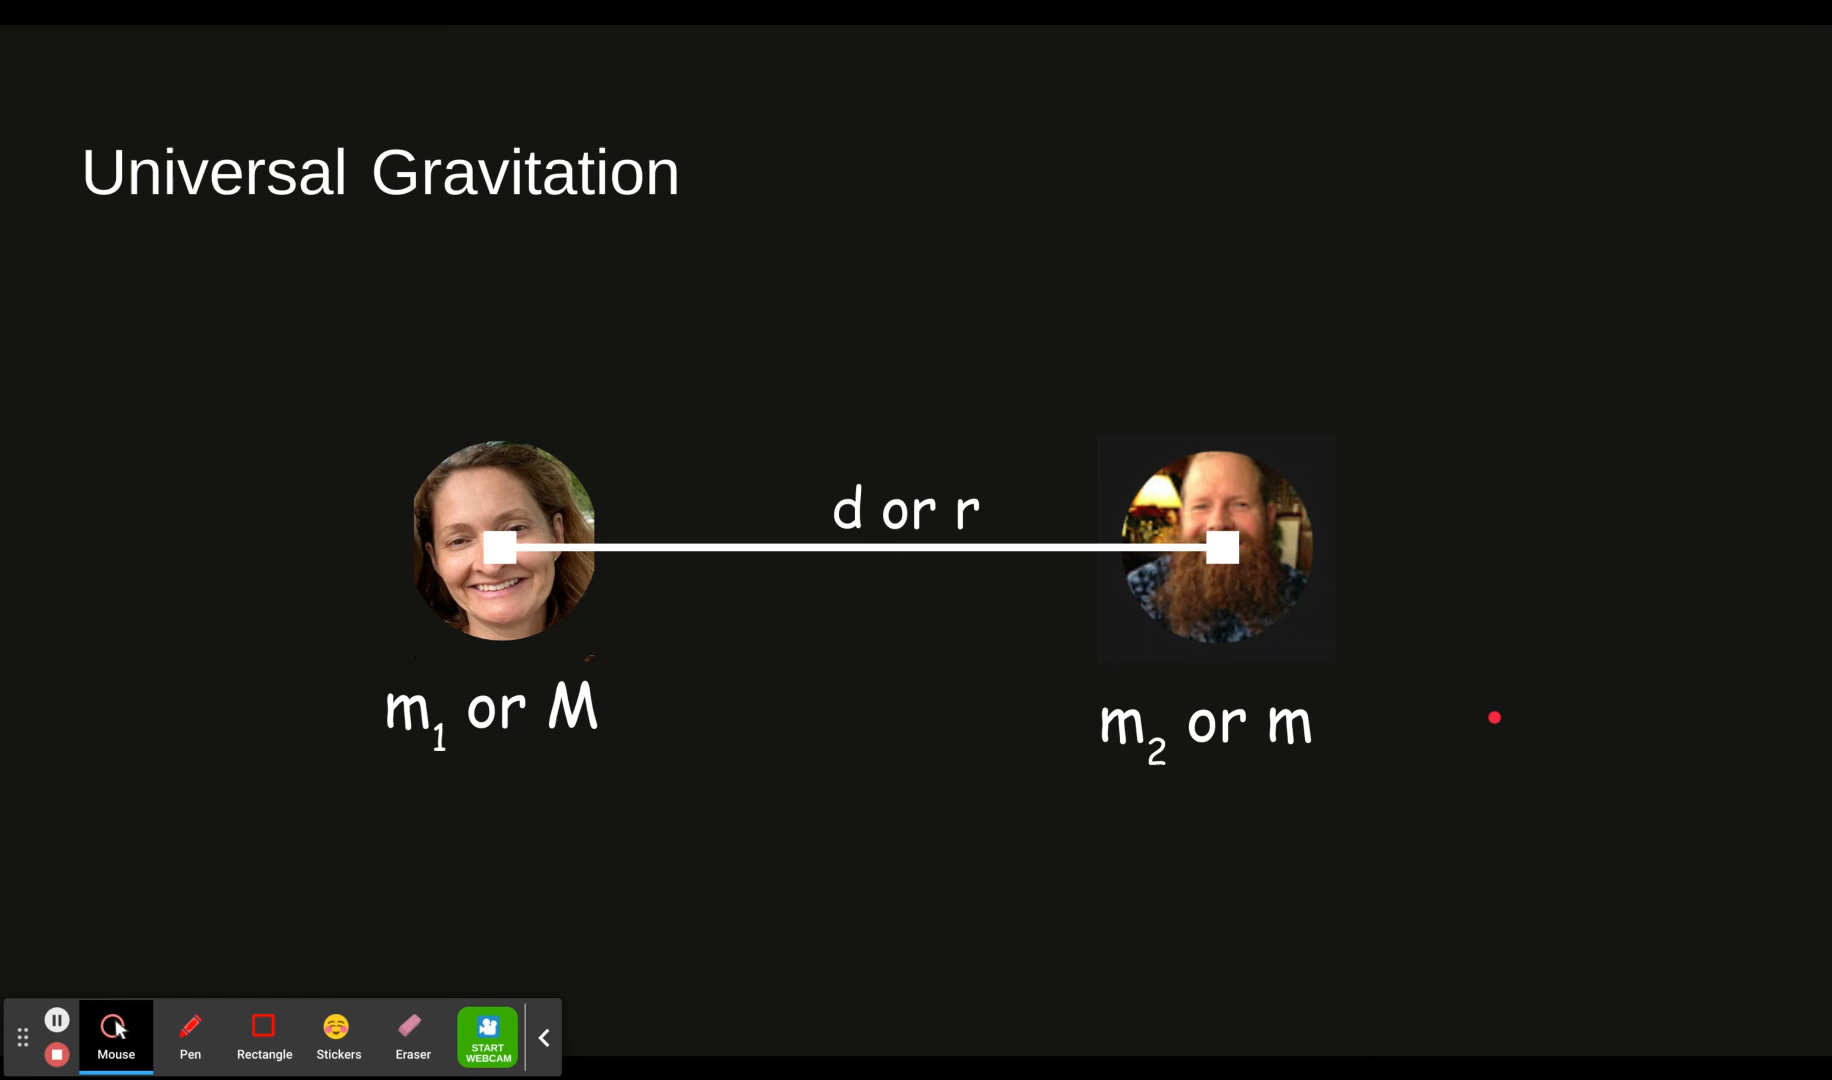 Universal Gravitation
d or r
m₁ or M
m₂ or m
Mouse
Pen
Rectangle
Stickers
Eraser
START
WEBCAM